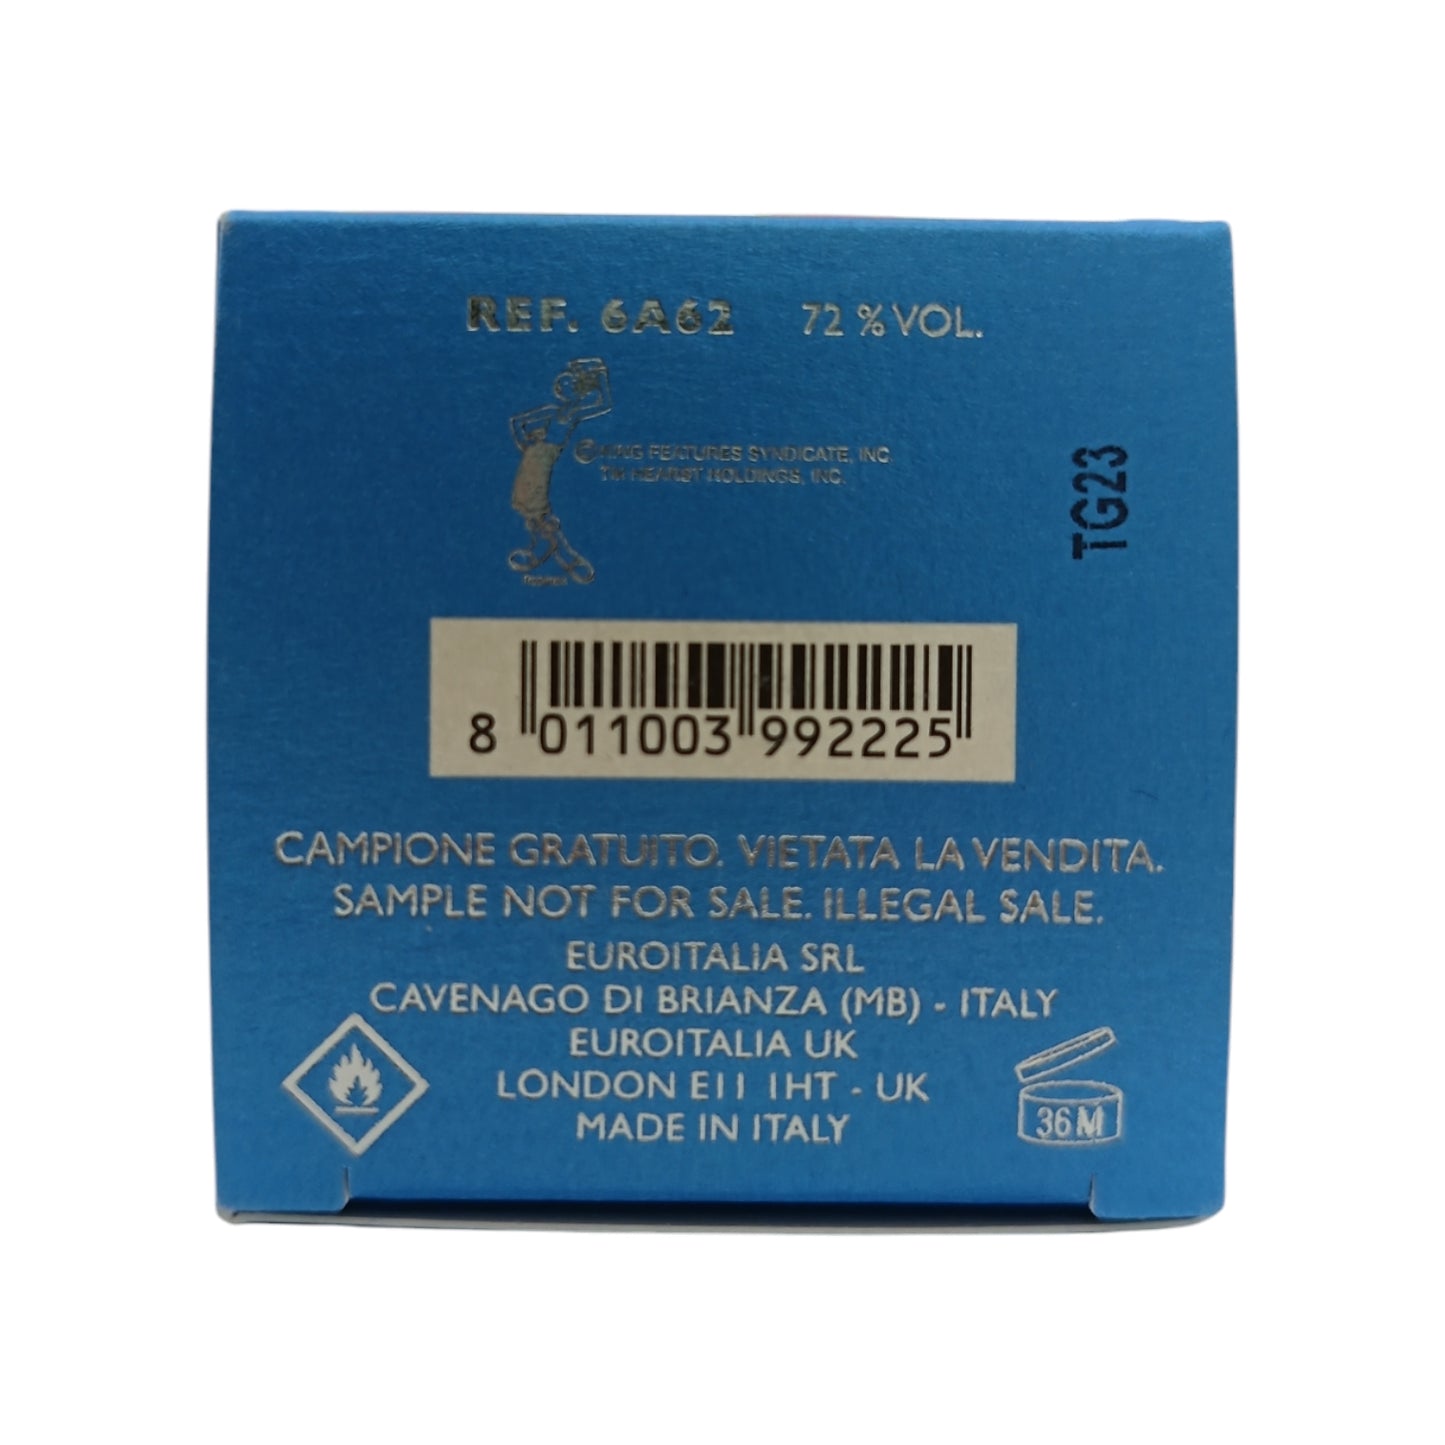 REF. 6A62 72 % VOL.
© KING FEATURES SYNDICATE, INC.
TM HEARST HOLDINGS, INC.
TG23
8 011003 992225
CAMPIONE GRATUITO. VIETATA LA VENDITA.
SAMPLE NOT FOR SALE. ILLEGAL SALE.
EUROITALIA SRL
CAVENAGO DI BRIANZA (MB) - ITALY
EUROITALIA UK
LONDON E11 1HT - UK
MADE IN ITALY
36 M